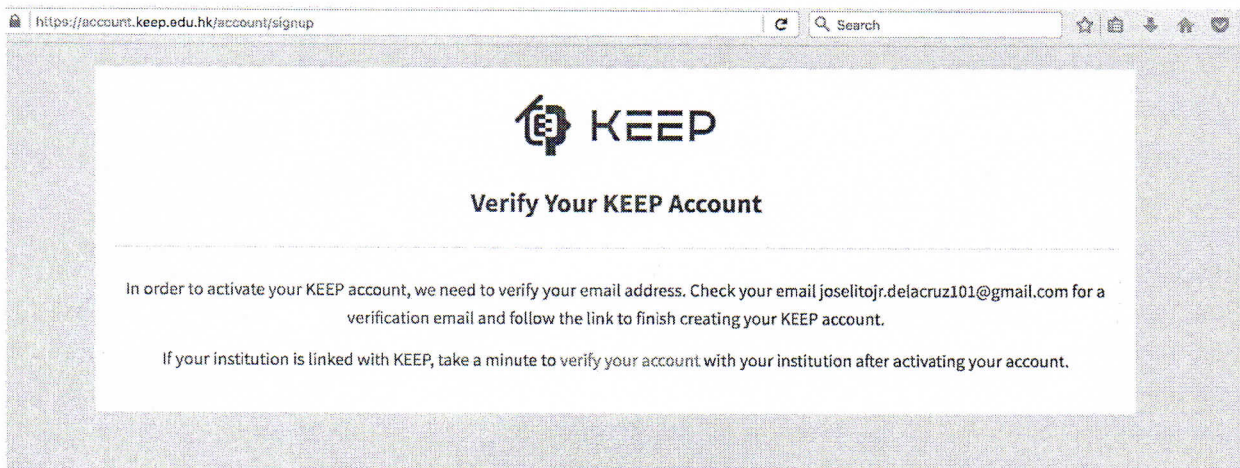 https://account.keep.edu.hk/account/signup
Search
KEEP
Verify Your KEEP Account
In order to activate your KEEP account, we need to verify your email address. Check your email joselitojr.delacruz101@gmail.com for a
verification email and follow the link to finish creating your KEEP account.
If your institution is linked with KEEP, take a minute to verify your account with your institution after activating your account.